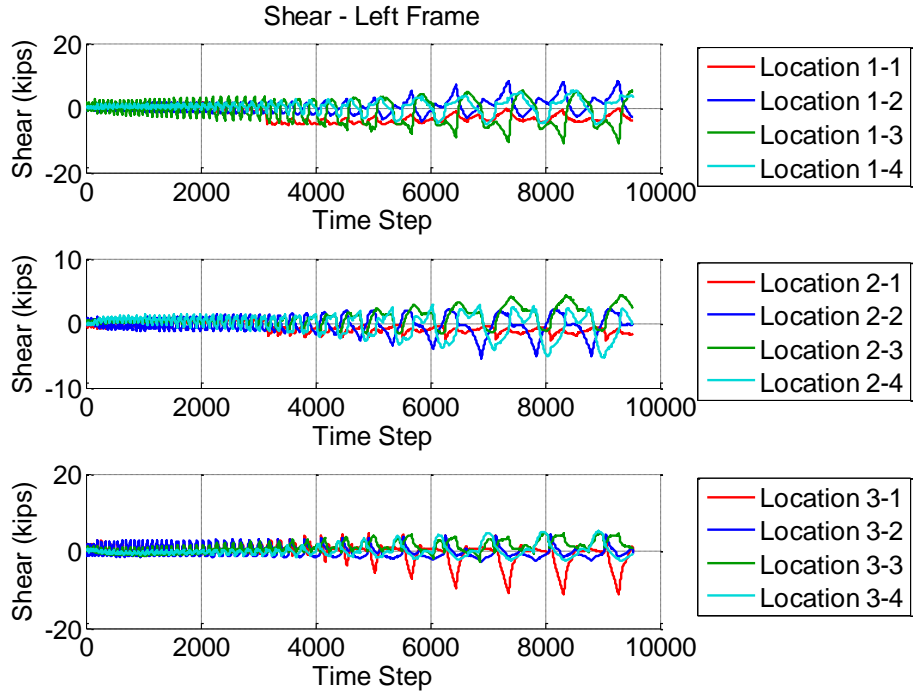 Shear - Left Frame
20
0
-20
Shear (kips)
0 2000 4000 6000 8000 10000
Time Step
Location 1-1
Location 1-2
Location 1-3
Location 1-4
10
0
-10
Shear (kips)
0 2000 4000 6000 8000 10000
Time Step
Location 2-1
Location 2-2
Location 2-3
Location 2-4
20
0
-20
Shear (kips)
0 2000 4000 6000 8000 10000
Time Step
Location 3-1
Location 3-2
Location 3-3
Location 3-4